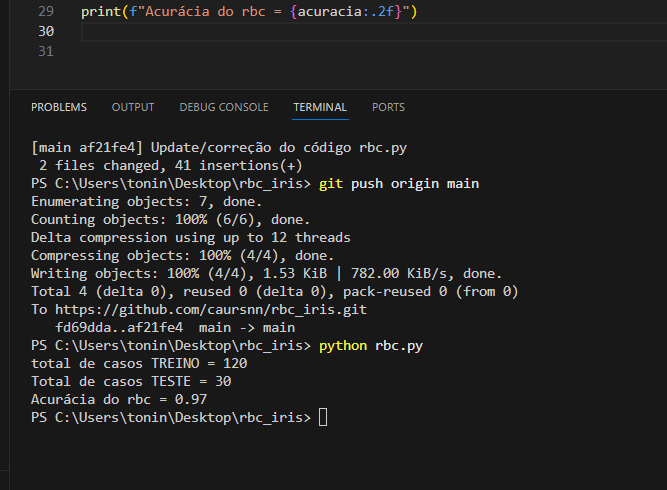 29 print(f"Acurácia do rbc = {acuracia:.2f}")
30
31
PROBLEMS OUTPUT DEBUG CONSOLE TERMINAL PORTS
[main af21fe4] Update/correção do código rbc.py
 2 files changed, 41 insertions(+)
PS C:\Users\tonin\Desktop\rbc_iris> git push origin main
Enumerating objects: 7, done.
Counting objects: 100% (6/6), done.
Delta compression using up to 12 threads
Compressing objects: 100% (4/4), done.
Writing objects: 100% (4/4), 1.53 KiB | 782.00 KiB/s, done.
Total 4 (delta 0), reused 0 (delta 0), pack-reused 0 (from 0)
To https://github.com/caursnn/rbc_iris.git
   fd69dda..af21fe4  main -> main
PS C:\Users\tonin\Desktop\rbc_iris> python rbc.py
total de casos TREINO = 120
Total de casos TESTE = 30
Acurácia do rbc = 0.97
PS C:\Users\tonin\Desktop\rbc_iris>